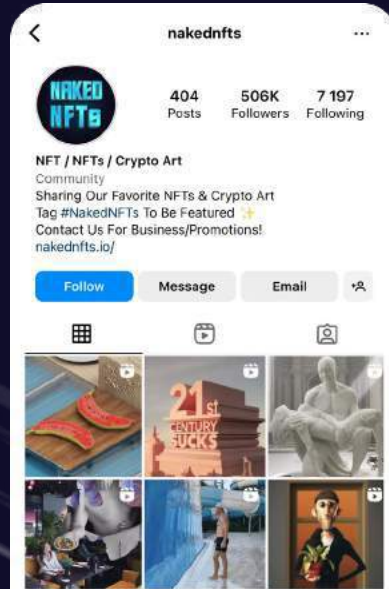 nakednfts
NAKED
NFTs
404
Posts
506K
Followers
7 197
Following
NFT / NFTs / Crypto Art
Community
Sharing Our Favorite NFTs & Crypto Art
Tag #NakedNFTs To Be Featured ✨
Contact Us For Business/Promotions!
nakednfts.io/
Follow
Message
Email
21st
CENTURY
SUCKS